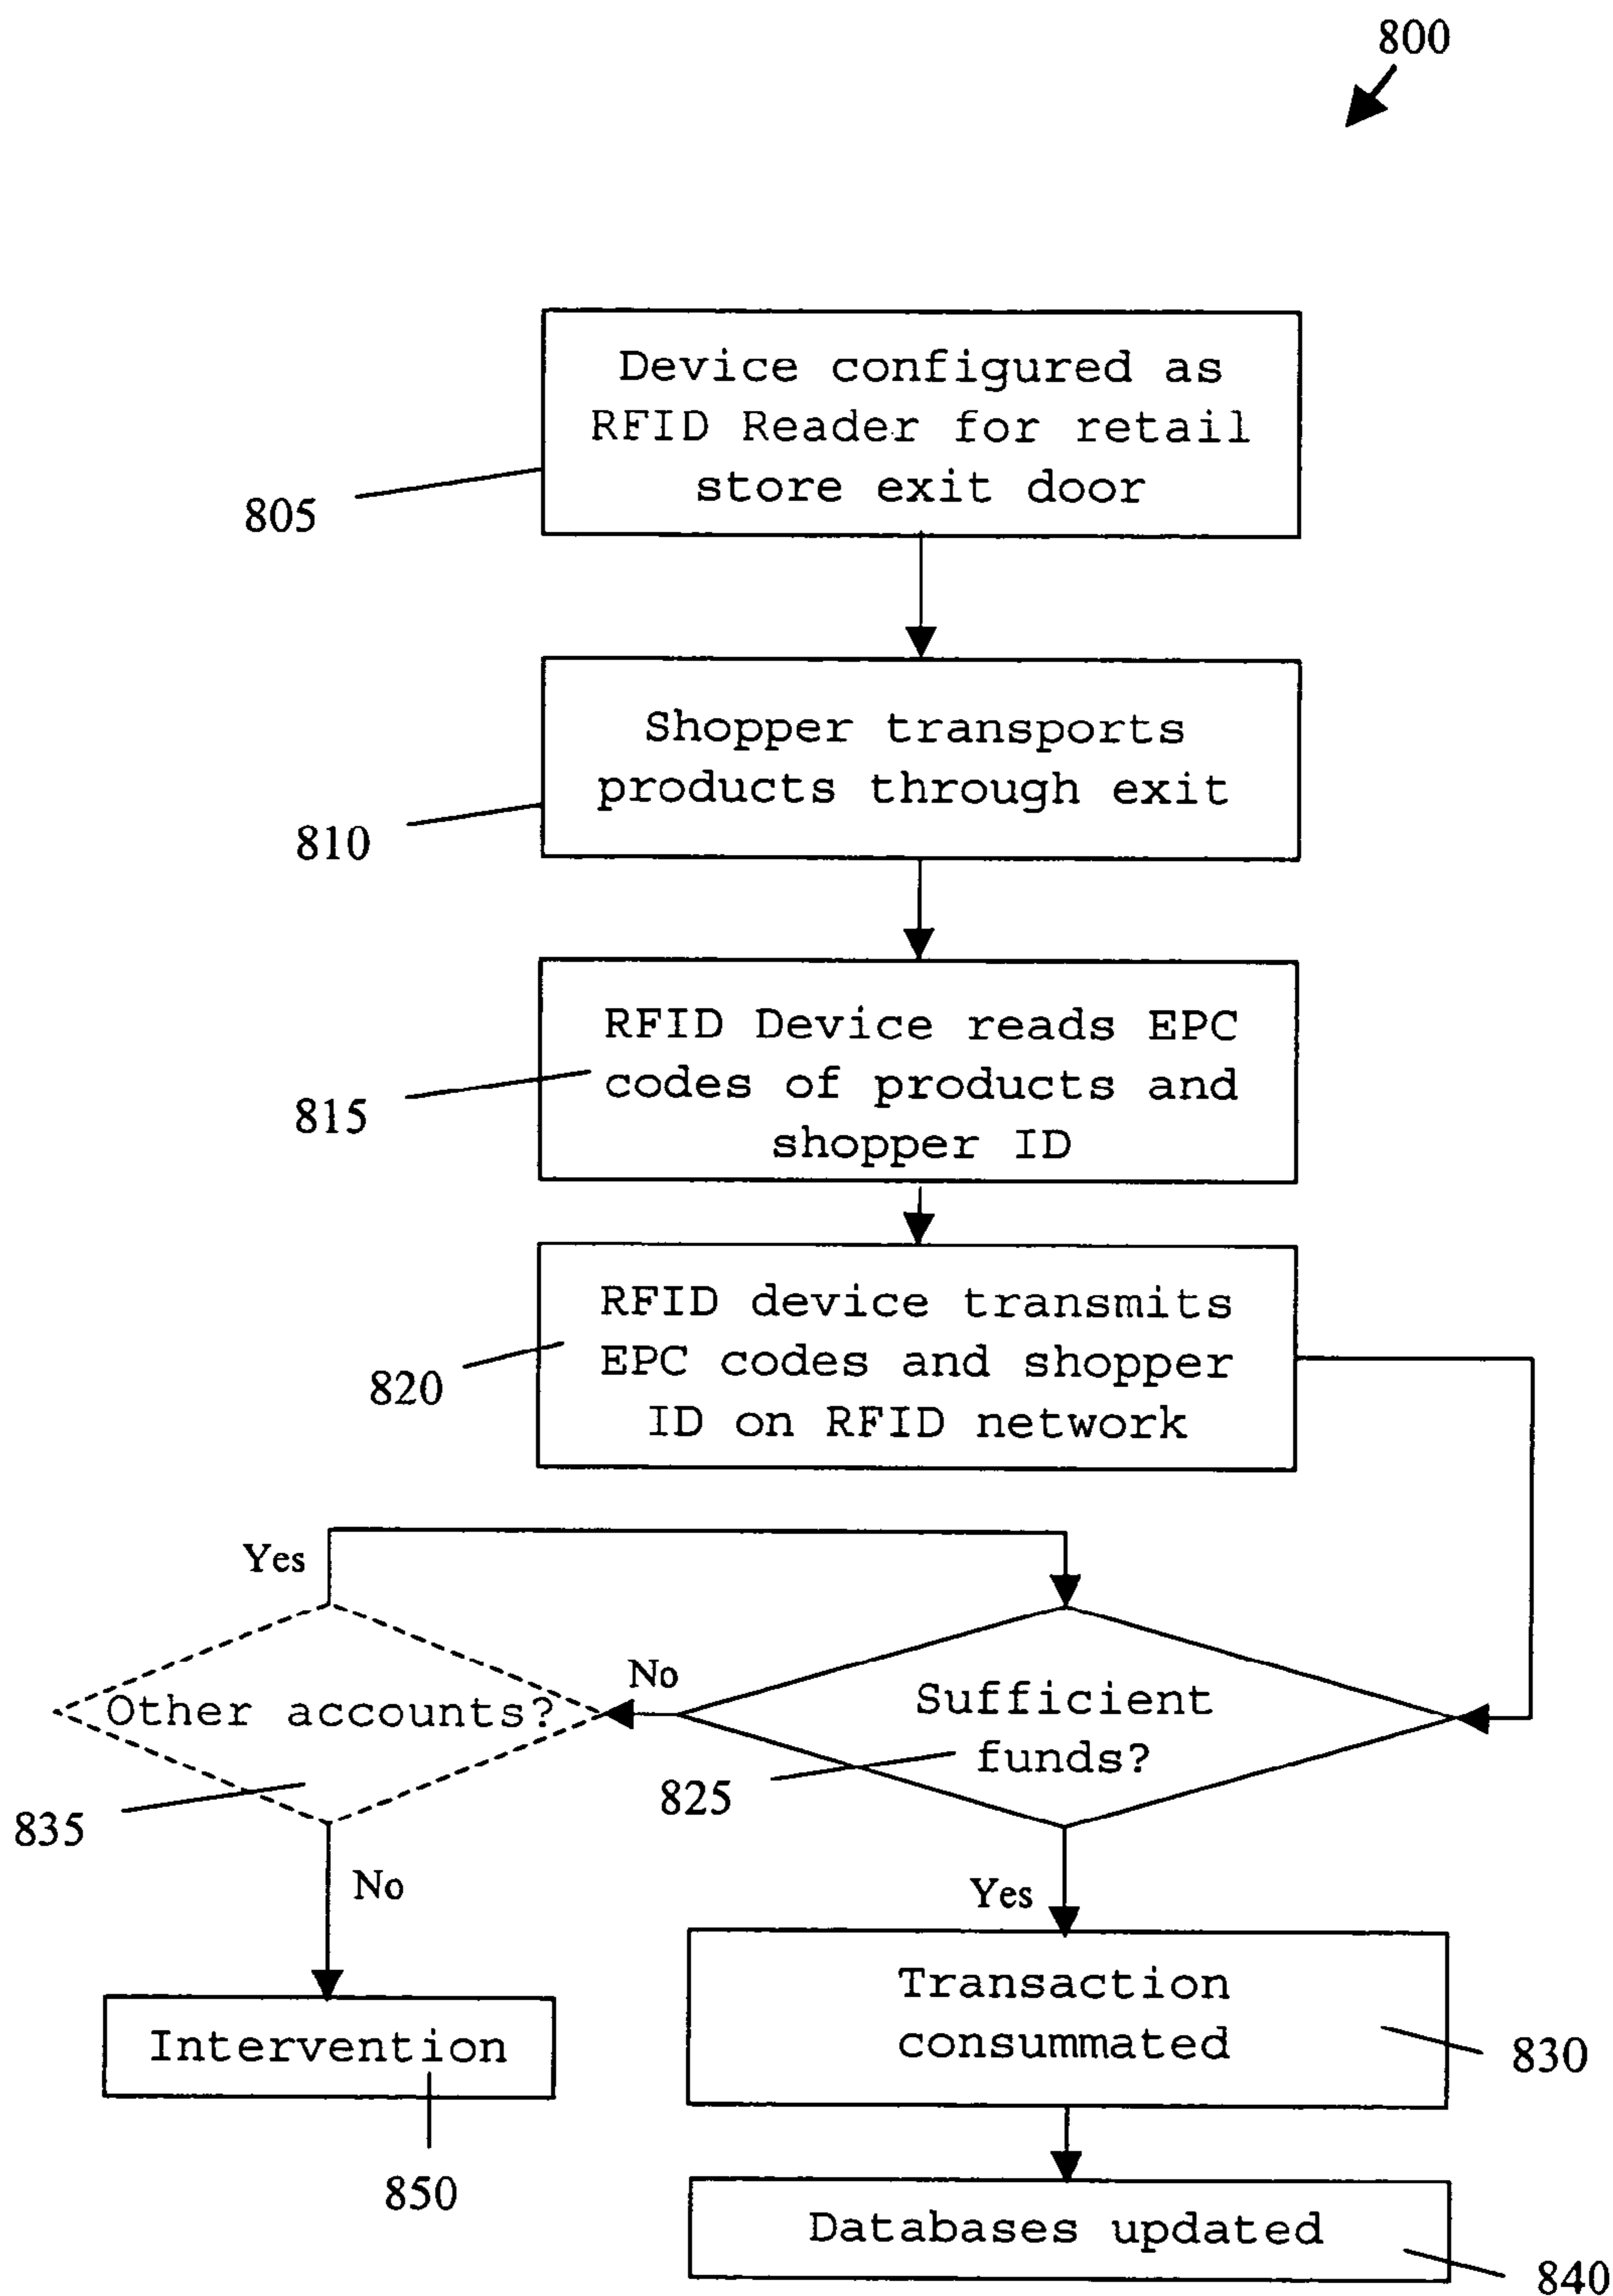 800
Device configured as
RFID Reader for retail
store exit door
805
Shopper transports
products through exit
810
RFID Device reads EPC
codes of products and
shopper ID
815
RFID device transmits
EPC codes and shopper
ID on RFID network
820
Yes
No
Other accounts?
Sufficient
funds?
825
835
No
Yes
Transaction
consummated
830
Intervention
850
Databases updated
840